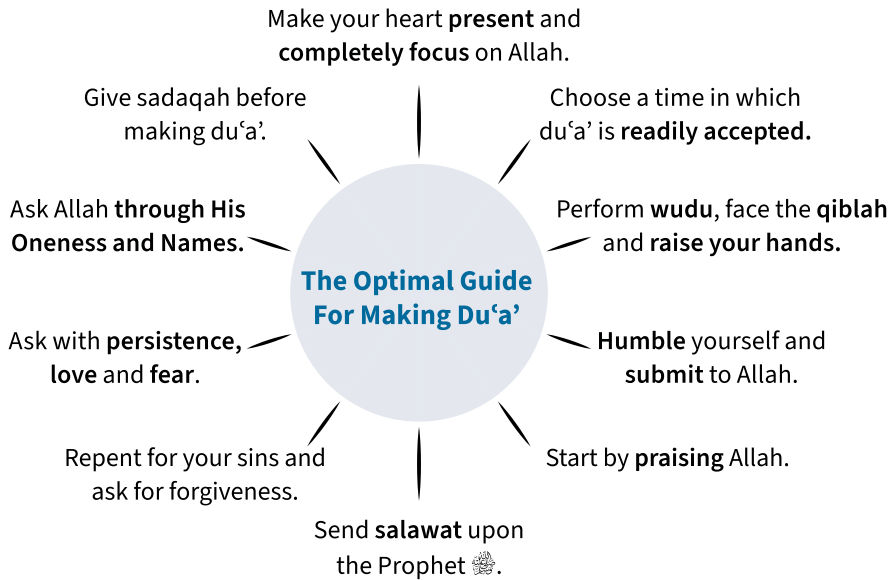 Make your heart present and
completely focus on Allah.
Choose a time in which
duʿa’ is readily accepted.
Perform wudu, face the qiblah
and raise your hands.
Humble yourself and
submit to Allah.
Start by praising Allah.
Send salawat upon
the Prophet ﷺ.
Repent for your sins and
ask for forgiveness.
Ask with persistence,
love and fear.
Ask Allah through His
Oneness and Names.
Give sadaqah before
making duʿa’.
The Optimal Guide
For Making Duʿa’